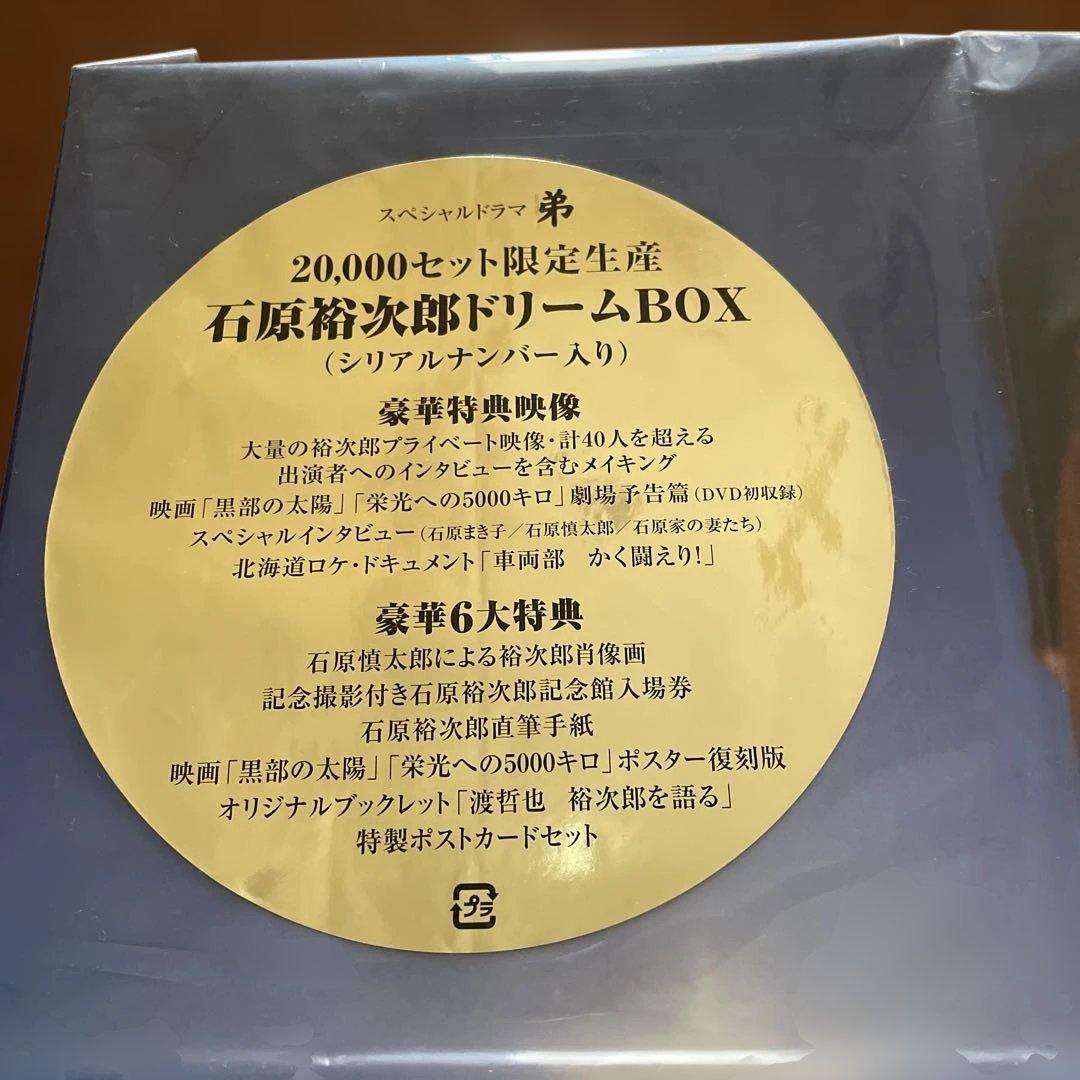 スペシャルドラマ 弟
20,000セット限定生産
石原裕次郎ドリームBOX
（シリアルナンバー入り）
豪華特典映像
大量の裕次郎プライベート映像・計40人を超える
出演者へのインタビューを含むメイキング
映画「黒部の太陽」「栄光への5000キロ」劇場予告篇（DVD初収録）
スペシャルインタビュー（石原まき子／石原慎太郎／石原家の妻たち）
北海道ロケ・ドキュメント「車両部　かく闘えり!」
豪華6大特典
石原慎太郎による裕次郎肖像画
記念撮影付き石原裕次郎記念館入場券
石原裕次郎直筆手紙
映画「黒部の太陽」「栄光への5000キロ」ポスター復刻版
オリジナルブックレット「渡哲也　裕次郎を語る」
特製ポストカードセット
プラ